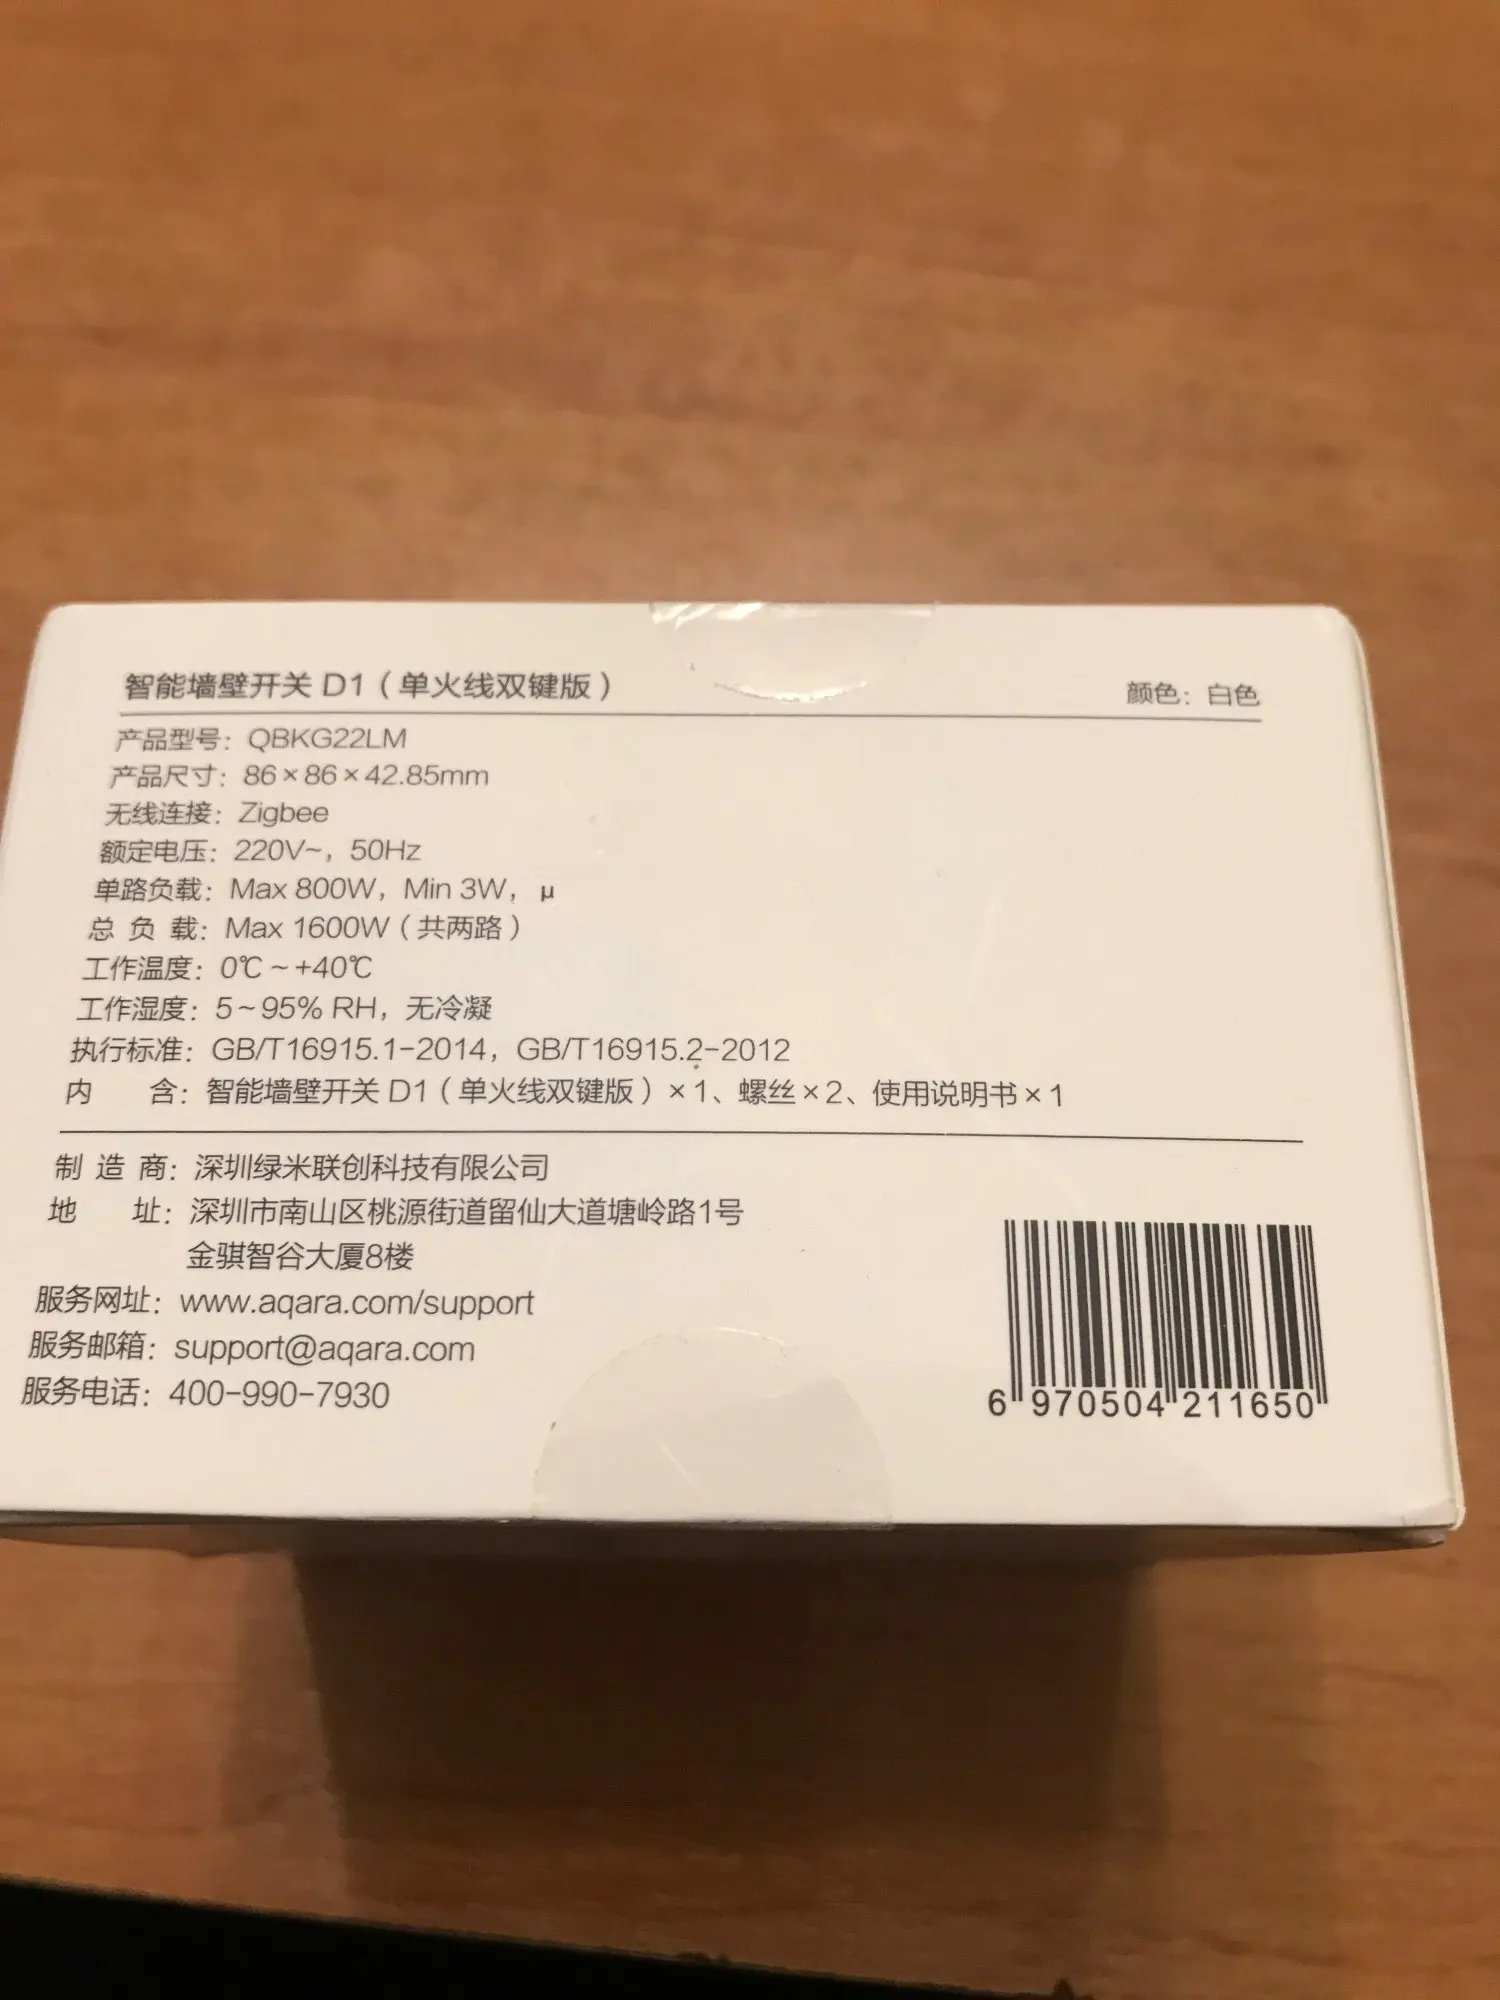 智能墙壁开关 D1（单火线双键版）
颜色：白色
产品型号：QBKG22LM
产品尺寸：86×86×42.85mm
无线连接：Zigbee
额定电压：220V~，50Hz
单路负载：Max 800W，Min 3W，µ
总 负 载：Max 1600W（共两路）
工作温度：0℃～+40℃
工作湿度：5～95% RH，无冷凝
执行标准：GB/T16915.1-2014，GB/T16915.2-2012
内　　含：智能墙壁开关 D1（单火线双键版）×1、螺丝×2、使用说明书×1
制 造 商：深圳绿米联创科技有限公司
地　　址：深圳市南山区桃源街道留仙大道塘岭路1号
金骐智谷大厦8楼
服务网址：www.aqara.com/support
服务邮箱：support@aqara.com
服务电话：400-990-7930
6 970504 211650